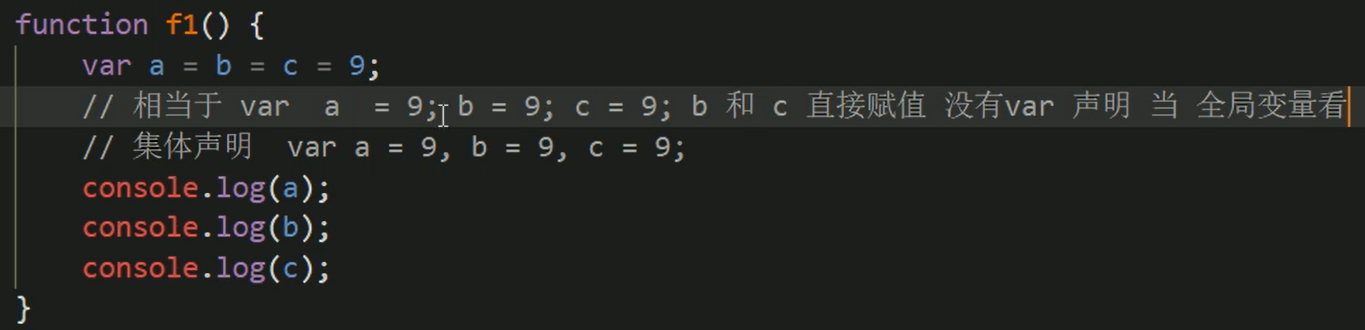 function f1() {
    var a = b = c = 9;
    // 相当于 var  a  = 9; b = 9; c = 9; b 和 c 直接赋值 没有var 声明 当 全局变量看
    // 集体声明  var a = 9, b = 9, c = 9;
    console.log(a);
    console.log(b);
    console.log(c);
}